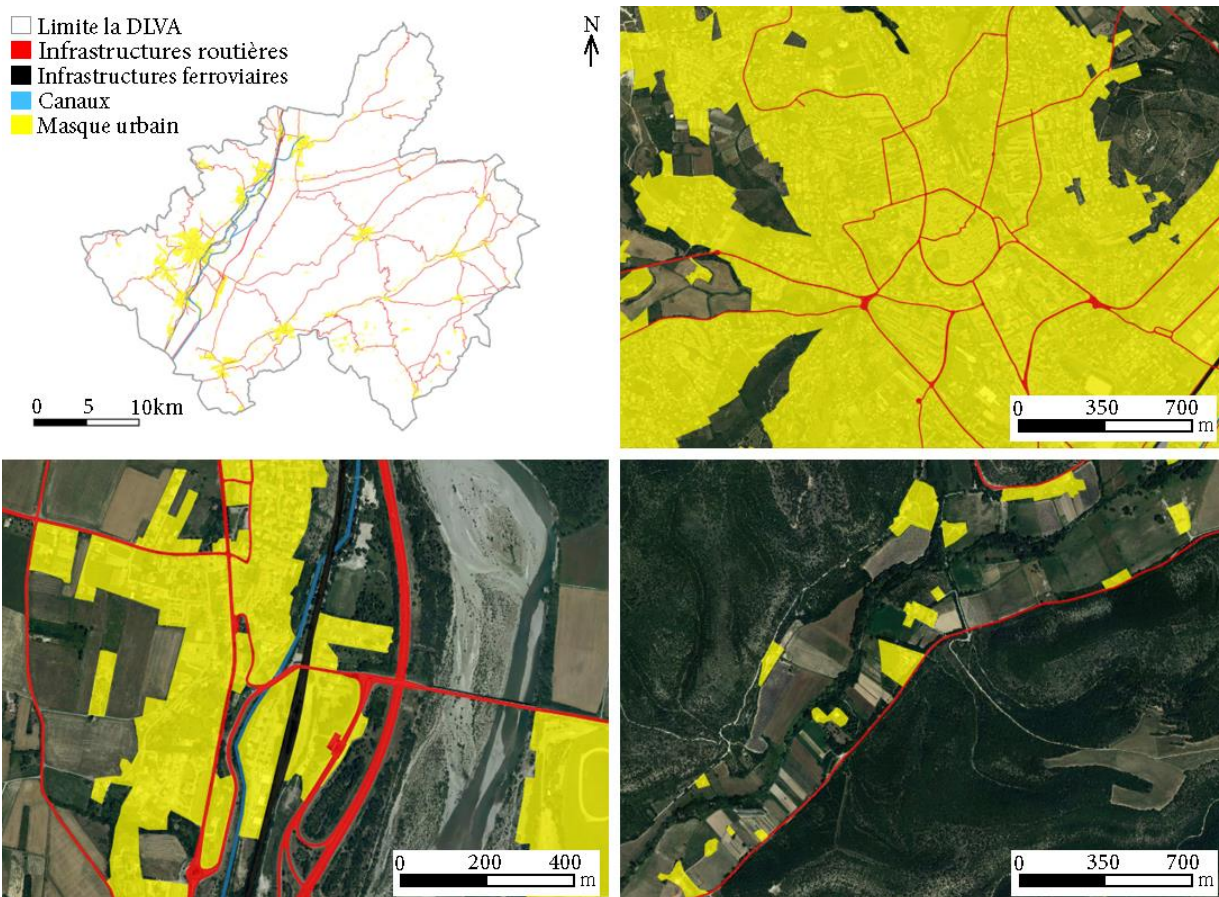 Limite la DLVA
Infrastructures routières
Infrastructures ferroviaires
Canaux
Masque urbain
N
0 5 10km
0 350 700
m
0 200 400
m
0 350 700
m